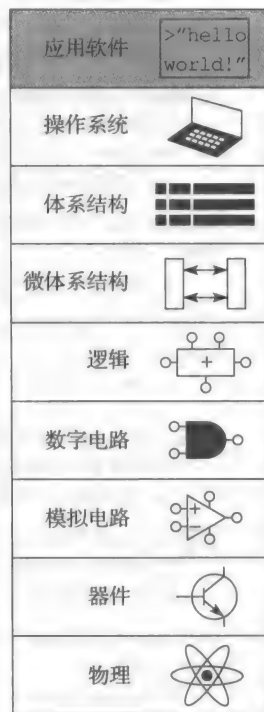 应用软件
>"hello
world!"
操作系统
体系结构
微体系结构
逻辑
+
数字电路
模拟电路
+
−
器件
物理